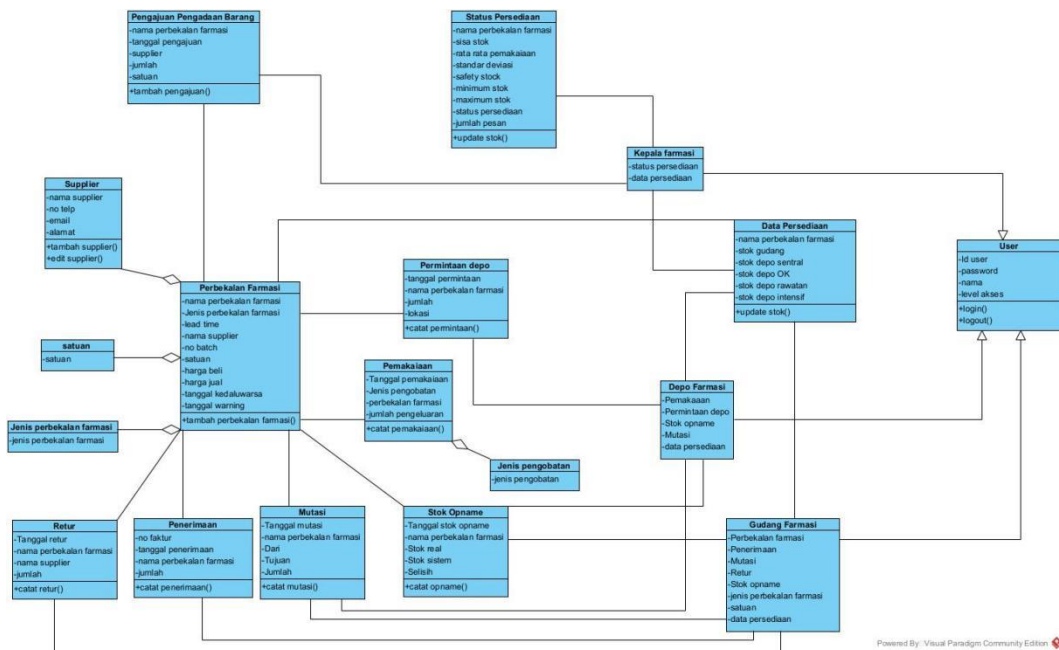 Pengajuan Pengadaan Barang
-nama perbekalan farmasi
-tanggal pengajuan
-supplier
-jumlah
-satuan
+tambah pengajuan()
Status Persediaan
-nama perbekalan farmasi
-sisa stok
-rata rata pemakaiaan
-standar deviasi
-safety stock
-minimum stok
-maximum stok
-status persediaan
-jumlah pesan
+update stok()
Kepala farmasi
-status persediaan
-data persediaan
Supplier
-nama supplier
-no telp
-email
-alamat
+tambah supplier()
+edit supplier()
Data Persediaan
-nama perbekalan farmasi
-stok gudang
-stok depo sentral
-stok depo OK
-stok depo rawatan
-stok depo intensif
+update stok()
User
-Id user
-password
-nama
-level akses
+login()
+logout()
Permintaan depo
-tanggal permintaan
-nama perbekalan farmasi
-jumlah
-lokasi
+catat permintaan()
Perbekalan Farmasi
-nama perbekalan farmasi
-Jenis perbekalan farmasi
-lead time
-nama supplier
-no batch
-satuan
-harga beli
-harga jual
-tanggal kedaluwarsa
-tanggal warning
+tambah perbekalan farmasi()
satuan
-satuan
Pemakaiaan
-Tanggal pemakaiaan
-Jenis pengobatan
-perbekalan farmasi
-jumlah pengeluaran
+catat pemakaiaan()
Depo Farmasi
-Pemakaaan
-Permintaan depo
-Stok opname
-Mutasi
-data persediaan
Jenis perbekalan farmasi
-jenis perbekalan farmasi
Jenis pengobatan
-jenis pengobatan
Retur
-Tanggal retur
-nama perbekalan farmasi
-nama supplier
-jumlah
+catat retur()
Penerimaan
-no faktur
-tanggal penerimaan
-nama perbekalan farmasi
-jumlah
+catat penerimaan()
Mutasi
-Tanggal mutasi
-nama perbekalan farmasi
-Dari
-Tujuan
-Jumlah
+catat mutasi()
Stok Opname
-Tanggal stok opname
-nama perbekalan farmasi
-Stok real
-Stok sistem
-Selisih
+catat opname()
Gudang Farmasi
-Perbekalan farmasi
-Penerimaan
-Mutasi
-Retur
-Stok opname
-jenis perbekalan farmasi
-satuan
-data persediaan
Powered By: Visual Paradigm Community Edition